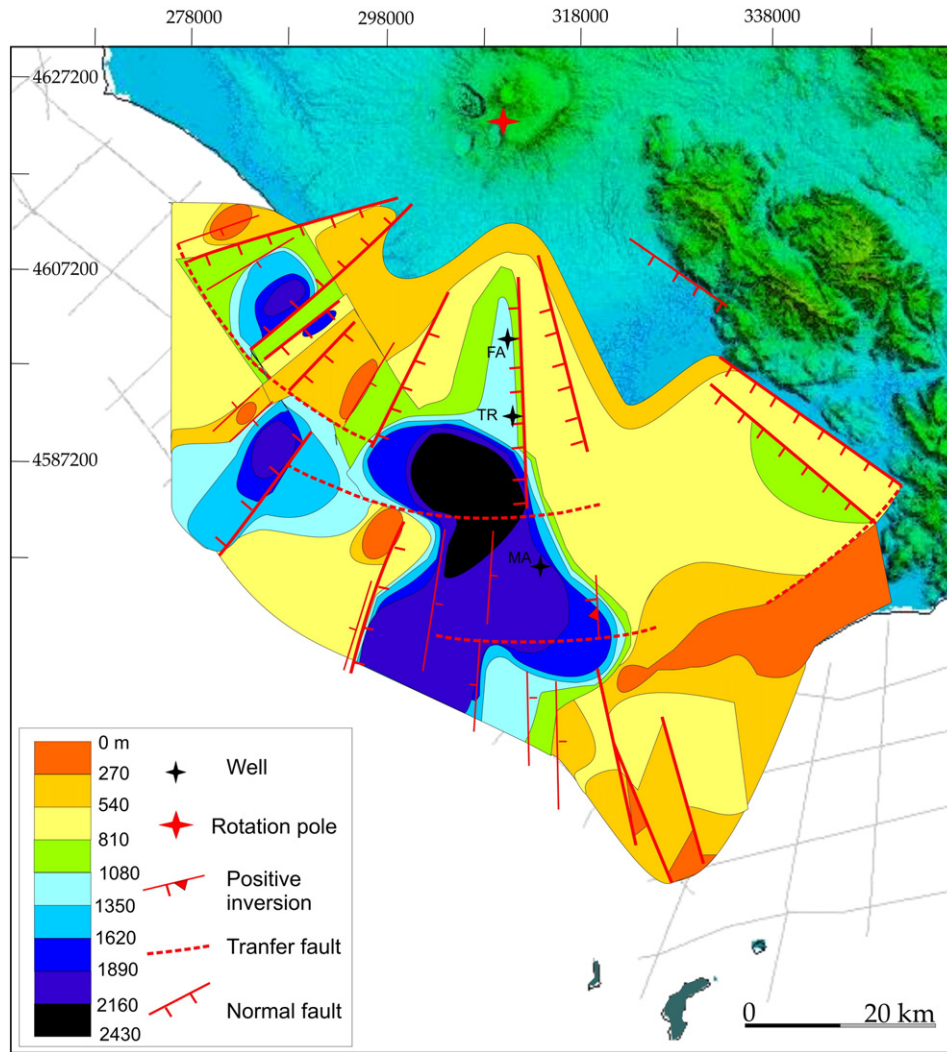 278000 298000 318000 338000
4627200
4607200
4587200
FA
TR
MA
0 m
270
540
810
1080
1350
1620
1890
2160
2430
Well
Rotation pole
Positive
inversion
Tranfer fault
Normal fault
0 20 km